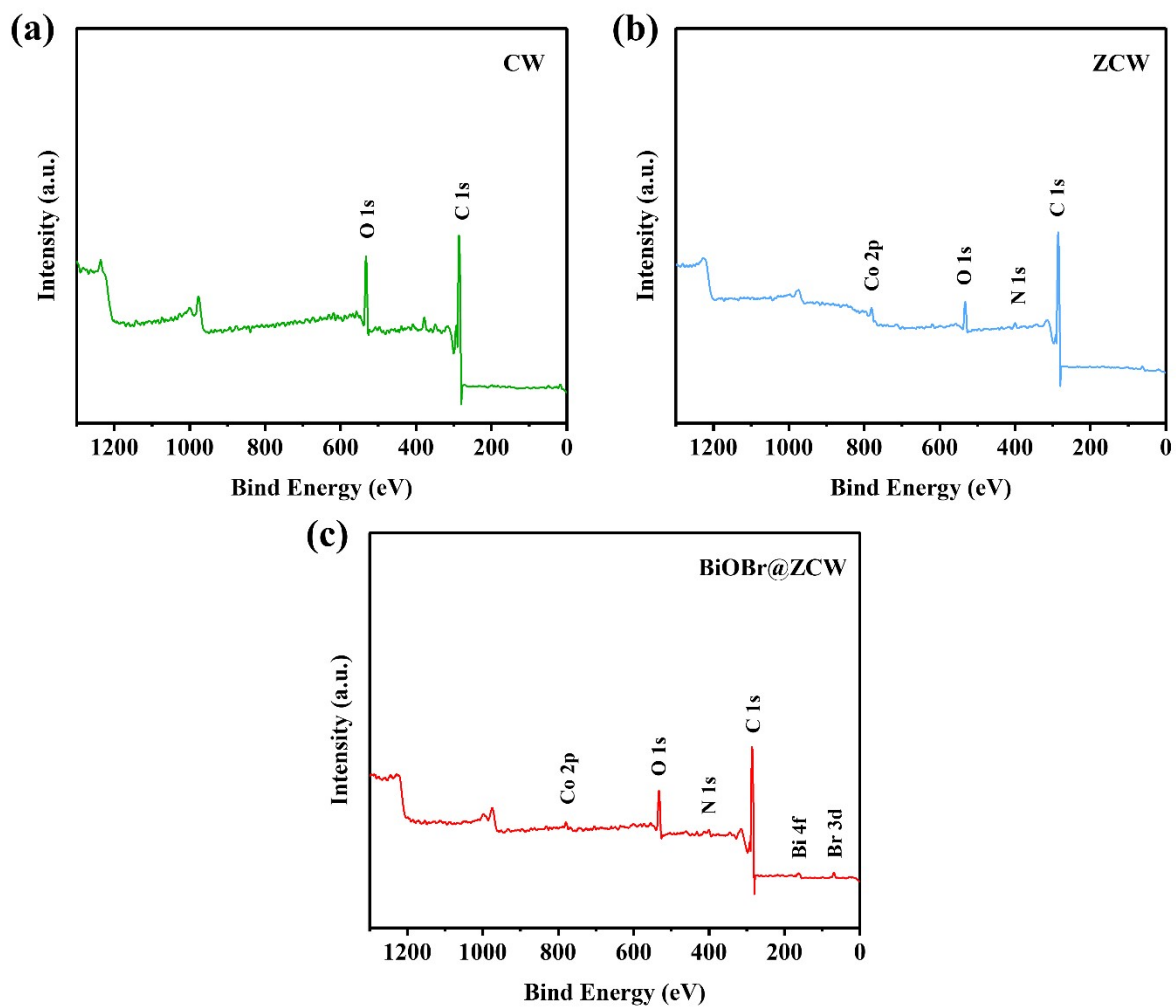 (a)
CW
O 1s
C 1s
Intensity (a.u.)
1200 1000 800 600 400 200 0
Bind Energy (eV)
(b)
ZCW
Co 2p
O 1s
N 1s
C 1s
Intensity (a.u.)
1200 1000 800 600 400 200 0
Bind Energy (eV)
(c)
BiOBr@ZCW
Co 2p
O 1s
N 1s
C 1s
Bi 4f
Br 3d
Intensity (a.u.)
1200 1000 800 600 400 200 0
Bind Energy (eV)